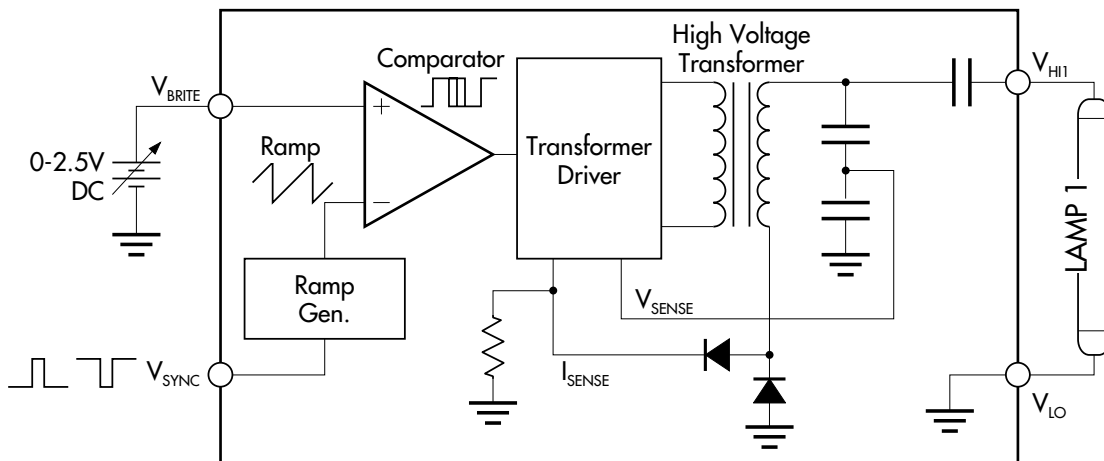 High Voltage
Transformer
Comparator
V_HI1
V_BRITE
+
Ramp
0-2.5V
DC
Transformer
Driver
−
LAMP 1
Ramp
Gen.
V_SENSE
V_SYNC
I_SENSE
V_LO